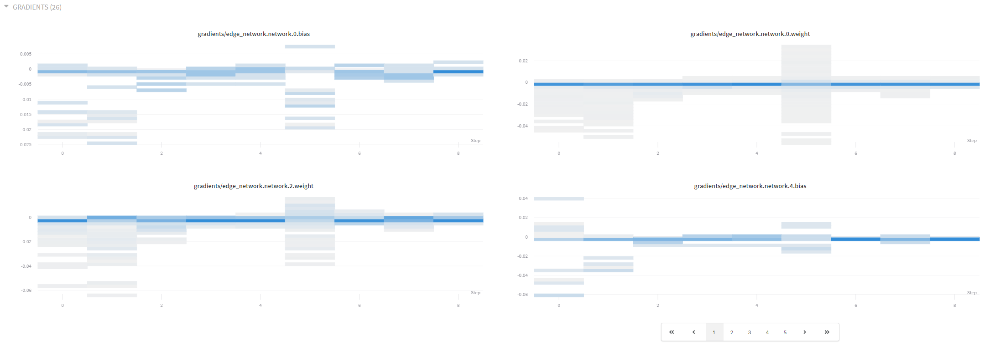 GRADIENTS (26)
gradients/edge_network.network.0.bias
0.005
0
-0.005
-0.01
-0.015
-0.02
-0.025
Step
0 2 4 6 8
gradients/edge_network.network.0.weight
0.02
0
-0.02
-0.04
Step
0 2 4 6 8
gradients/edge_network.network.2.weight
0
-0.02
-0.04
-0.06
Step
0 2 4 6 8
gradients/edge_network.network.4.bias
0.04
0.02
0
-0.02
-0.04
-0.06
Step
0 2 4 6 8
1 2 3 4 5